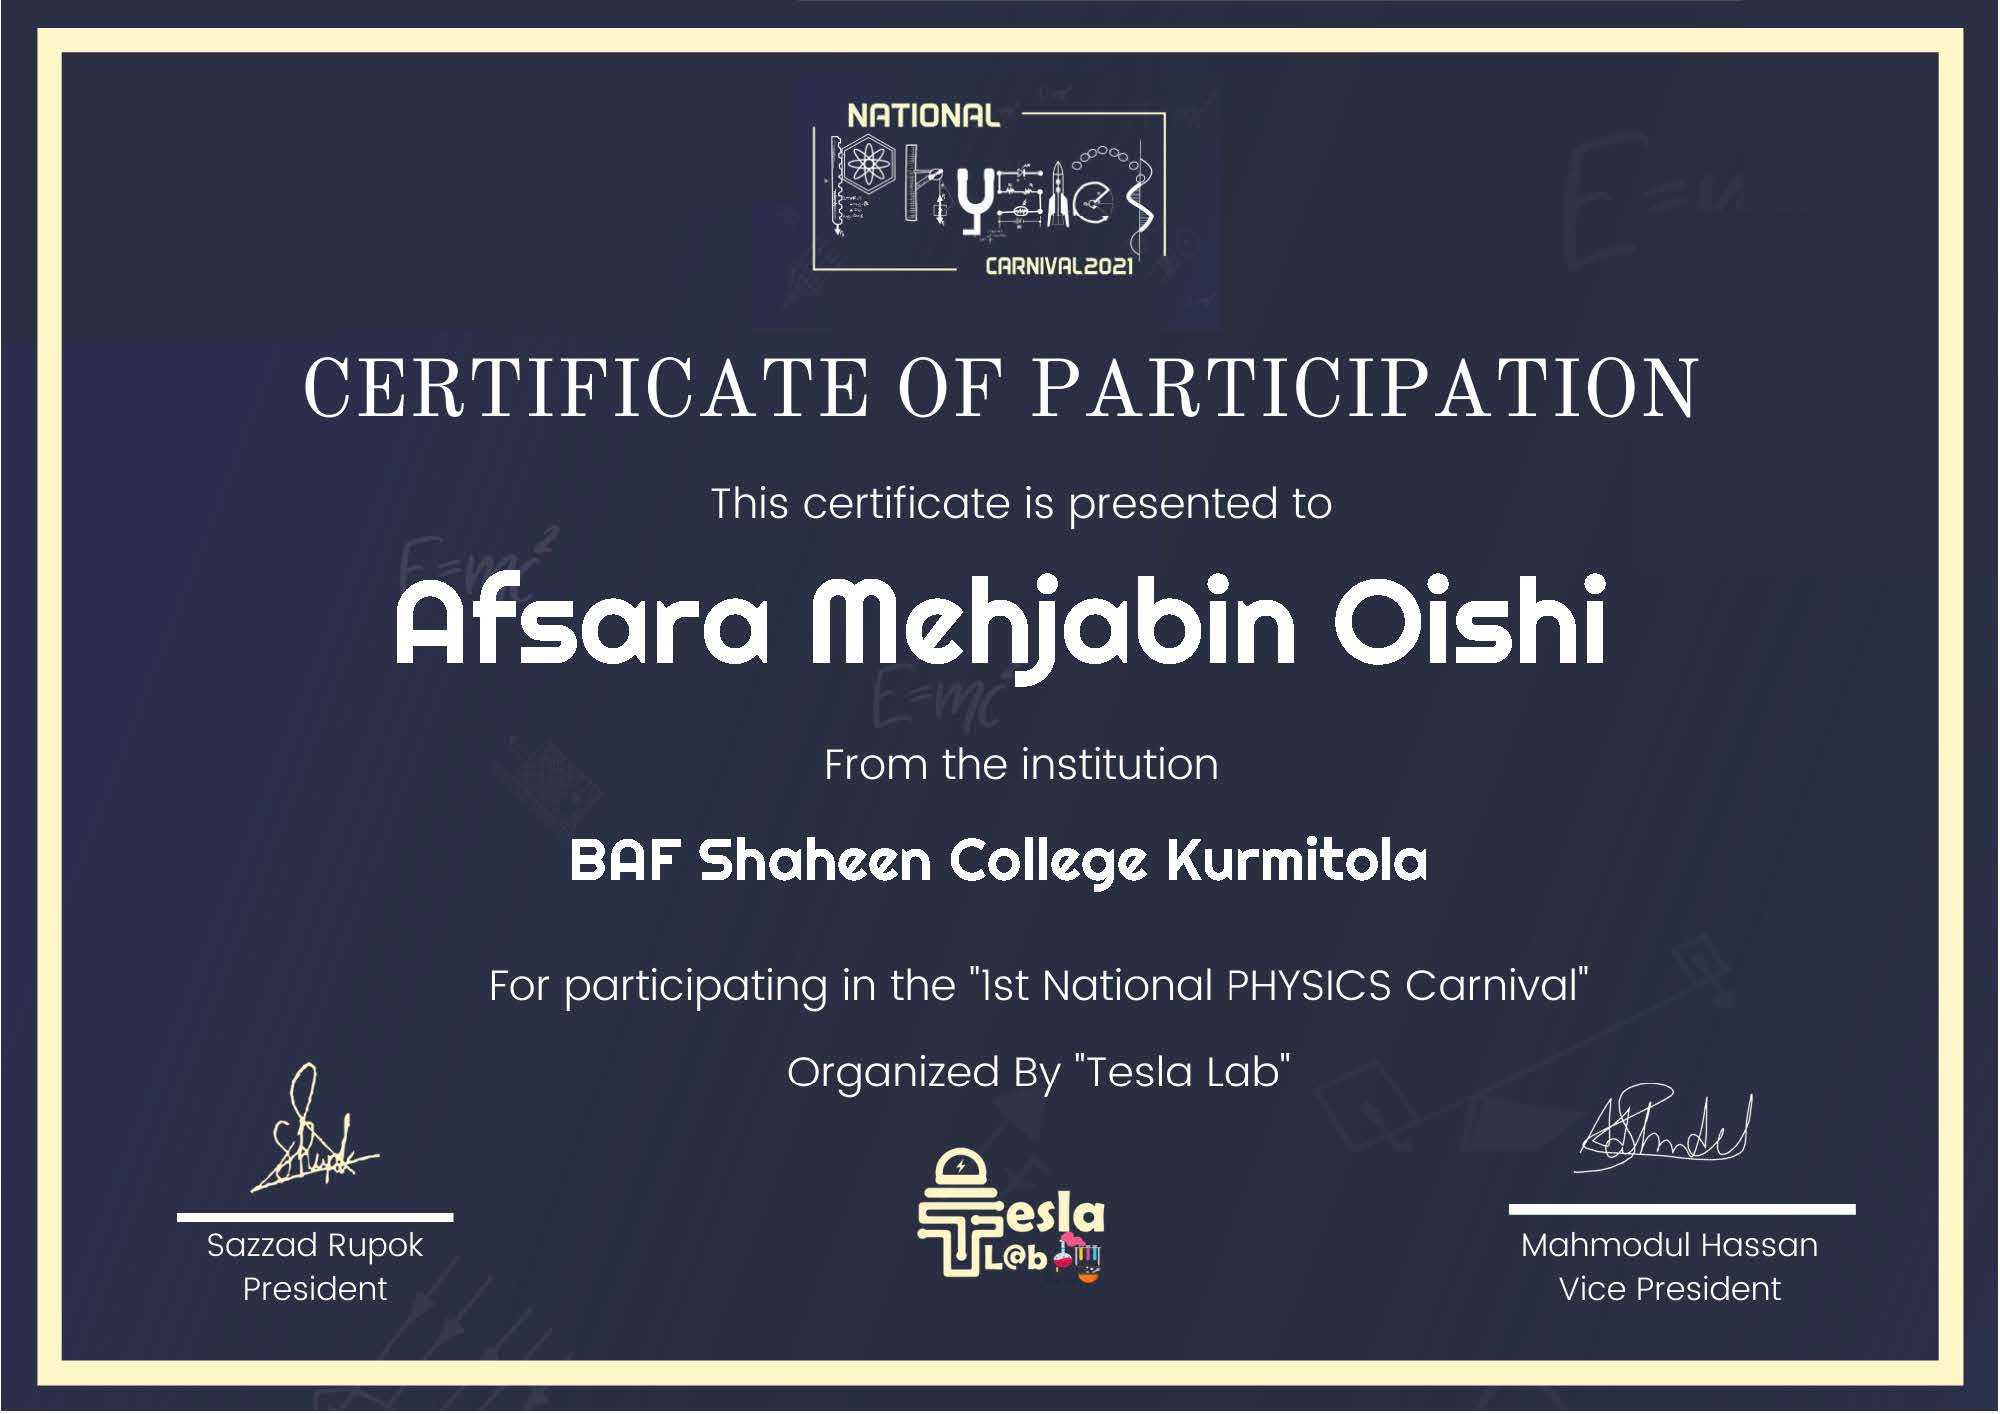 NATIONAL
Physics
CARNIVAL2021
CERTIFICATE OF PARTICIPATION
This certificate is presented to
E=mc²
Afsara Mehjabin Oishi
E=mc²
From the institution
BAF Shaheen College Kurmitola
For participating in the "1st National PHYSICS Carnival"
Organized By "Tesla Lab"
Tesla
L@b
Sazzad Rupok
President
Mahmodul Hassan
Vice President